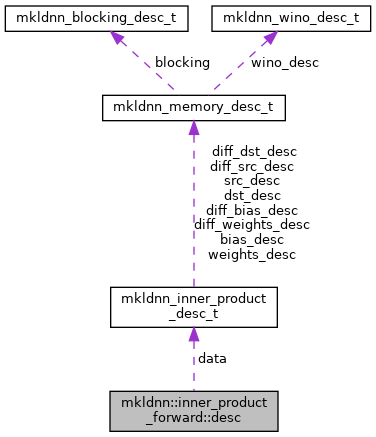 mkldnn_blocking_desc_t
mkldnn_wino_desc_t
blocking
wino_desc
mkldnn_memory_desc_t
diff_dst_desc
diff_src_desc
src_desc
dst_desc
diff_bias_desc
diff_weights_desc
bias_desc
weights_desc
mkldnn_inner_product
_desc_t
data
mkldnn::inner_product
_forward::desc